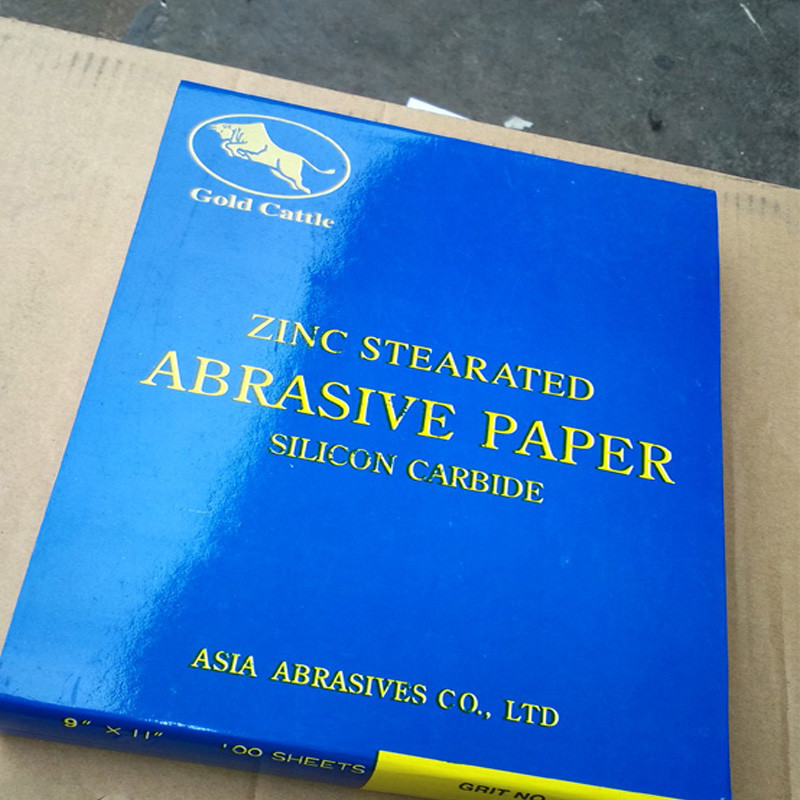 Gold Cattle
ZINC STEARATED
ABRASIVE PAPER
SILICON CARBIDE
ASIA ABRASIVES CO., LTD
9" × 11" 100 SHEETS
GRIT NO